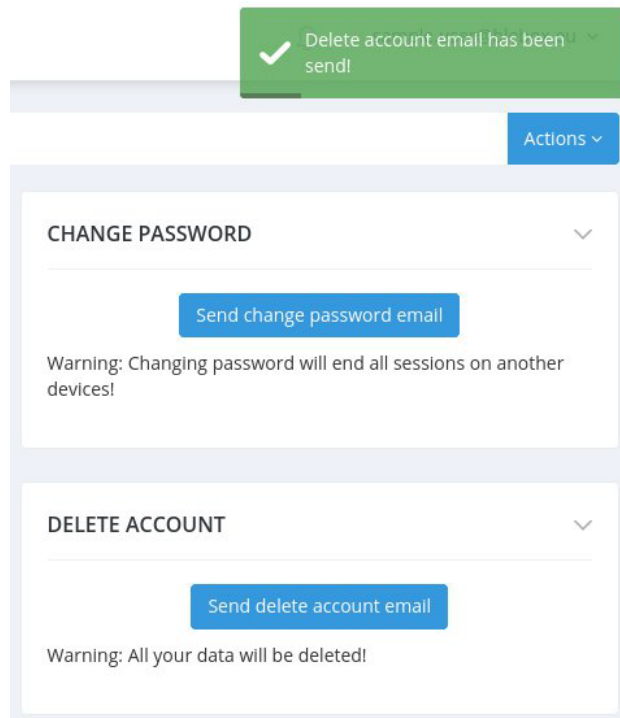 Delete account email has been
send!
Actions
CHANGE PASSWORD
Send change password email
Warning: Changing password will end all sessions on another
devices!
DELETE ACCOUNT
Send delete account email
Warning: All your data will be deleted!